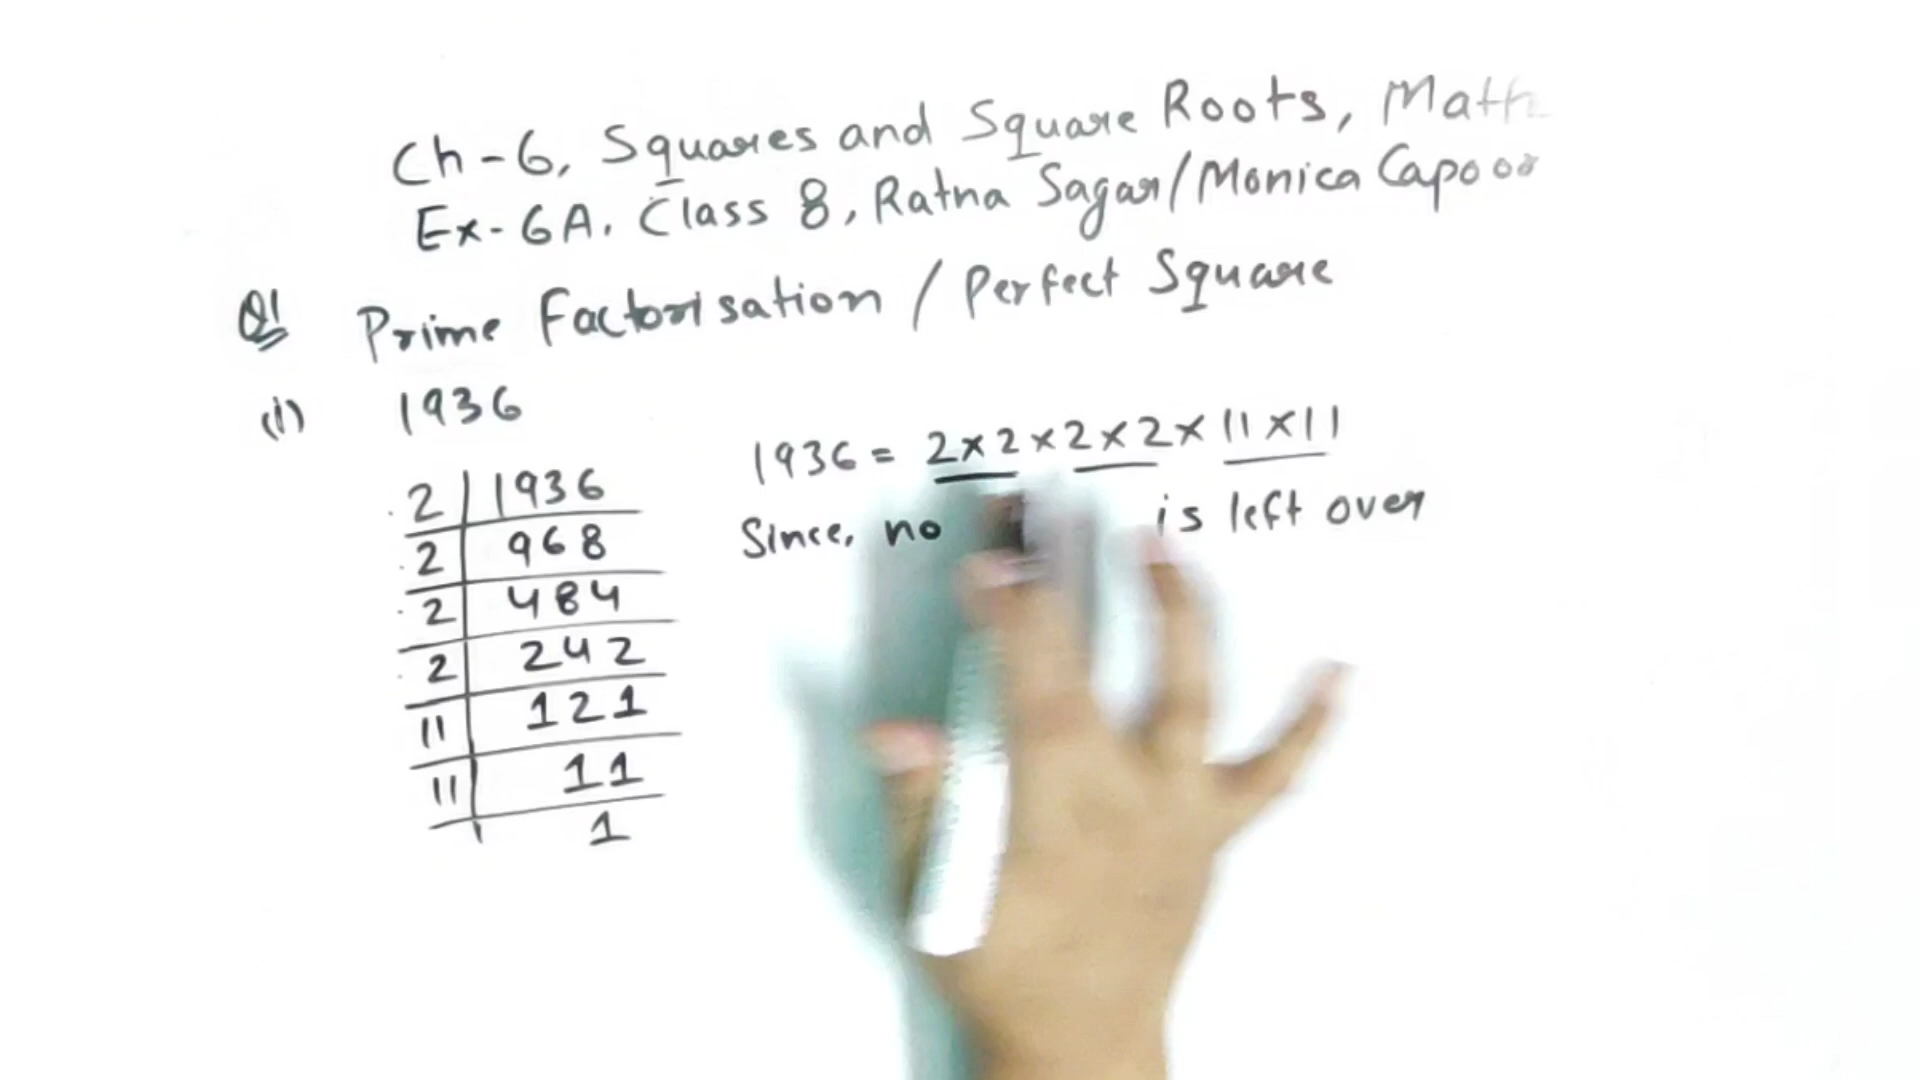 Ch-6, Squares and Square Roots, Math
Ex-6A. Class 8, Ratna Sagar/Monica Capoor
Q1 Prime Factorisation / Perfect Square
(i) 1936
1936 = 2×2×2×2×11×11
Since, no is left over
2 | 1936
2 | 968
2 | 484
2 | 242
11 | 121
11 | 11
1